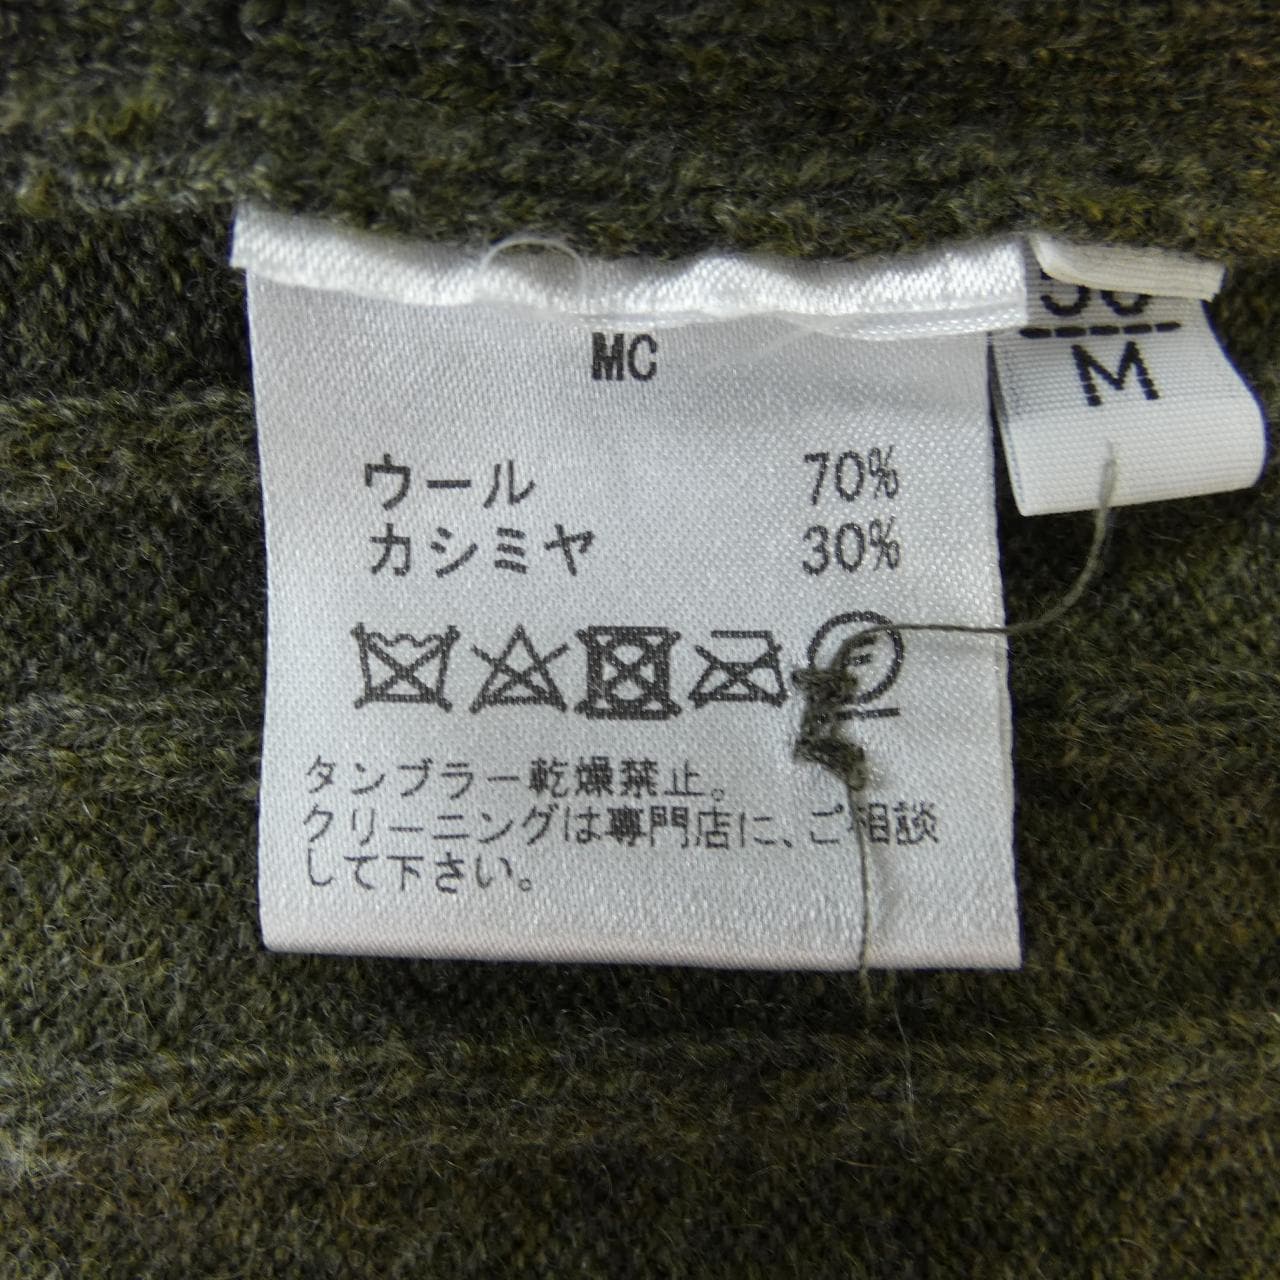 MC
ウール 70%
カシミヤ 30%
F
タンブラー乾燥禁止。
クリーニングは専門店に、ご相談
して下さい。
M